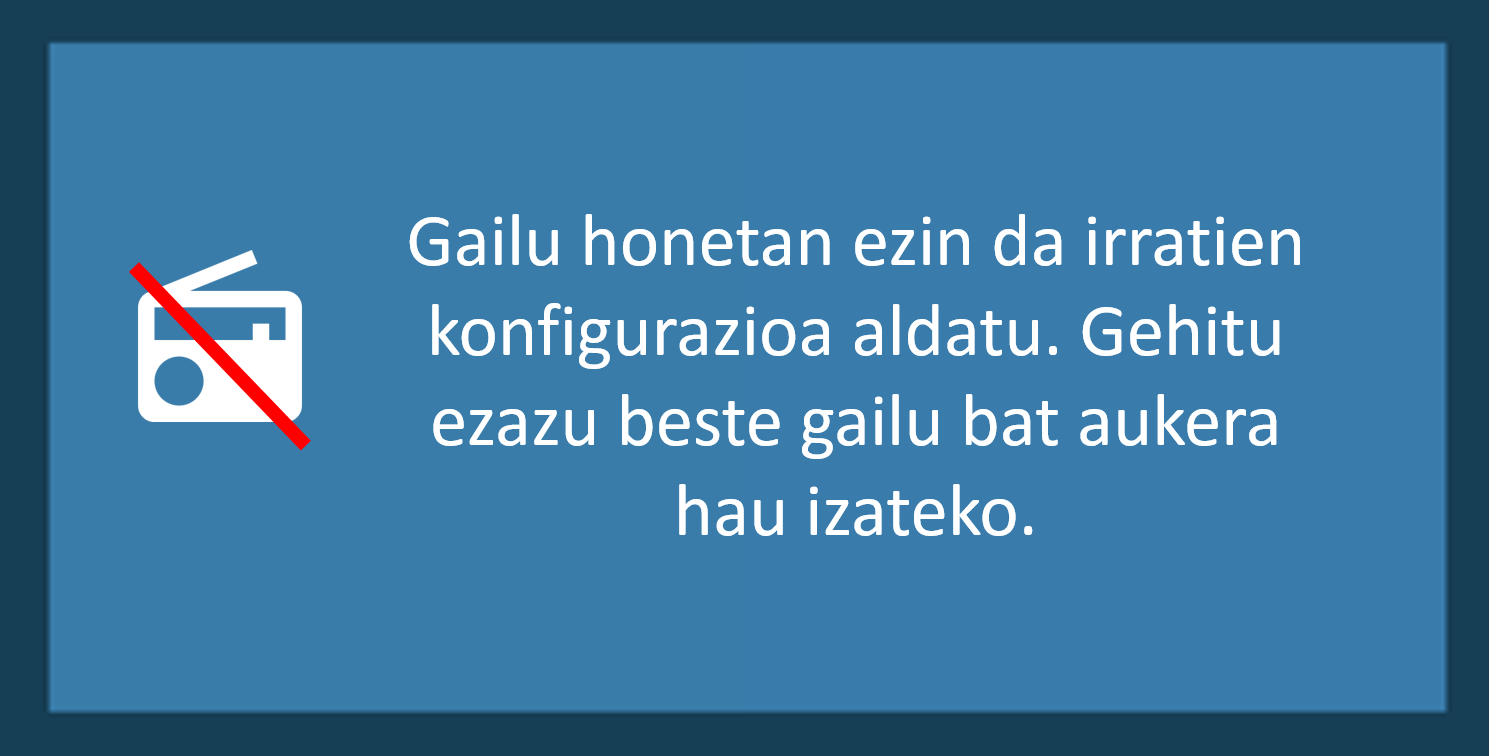 Gailu honetan ezin da irratien
konfigurazioa aldatu. Gehitu
ezazu beste gailu bat aukera
hau izateko.